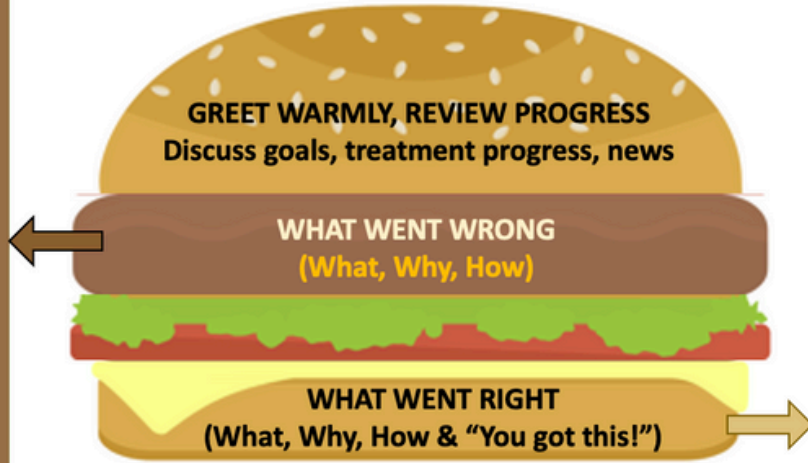 GREET WARMLY, REVIEW PROGRESS
Discuss goals, treatment progress, news
WHAT WENT WRONG
(What, Why, How)
WHAT WENT RIGHT
(What, Why, How & “You got this!”)